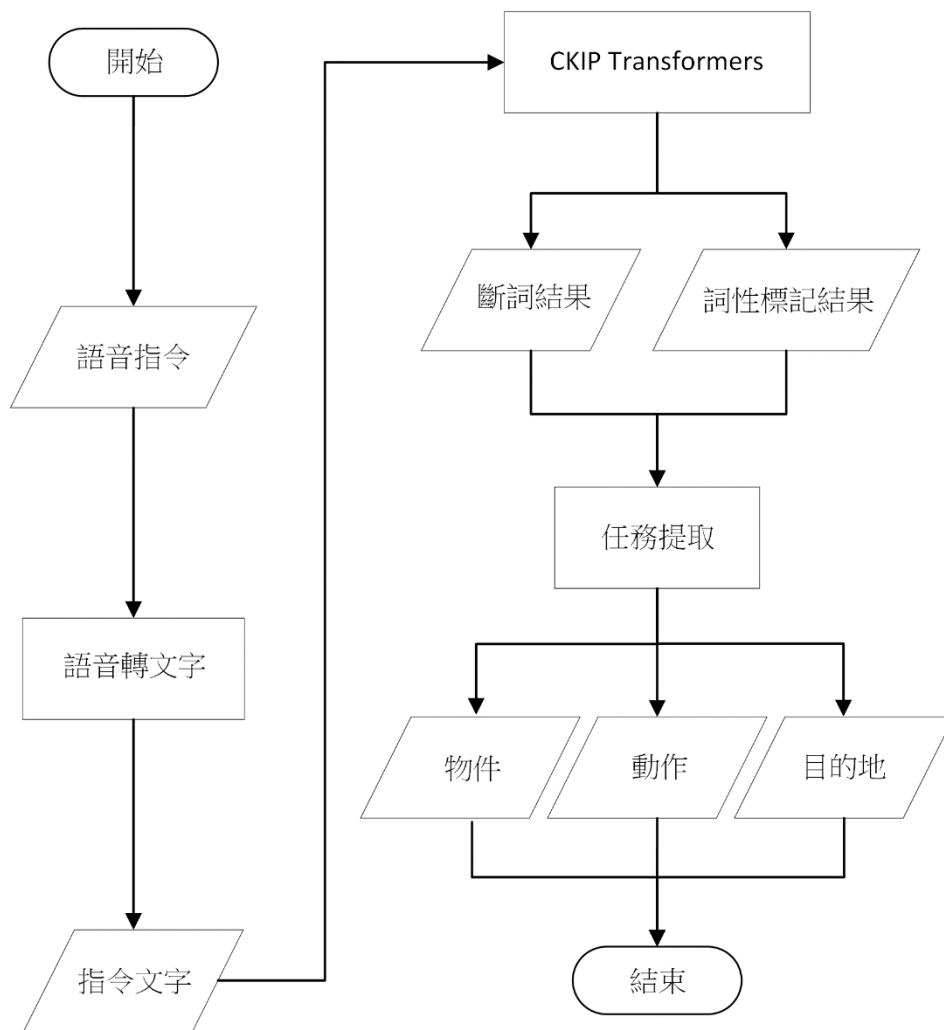 開始
語音指令
語音轉文字
指令文字
CKIP Transformers
斷詞結果
詞性標記結果
任務提取
物件
動作
目的地
結束